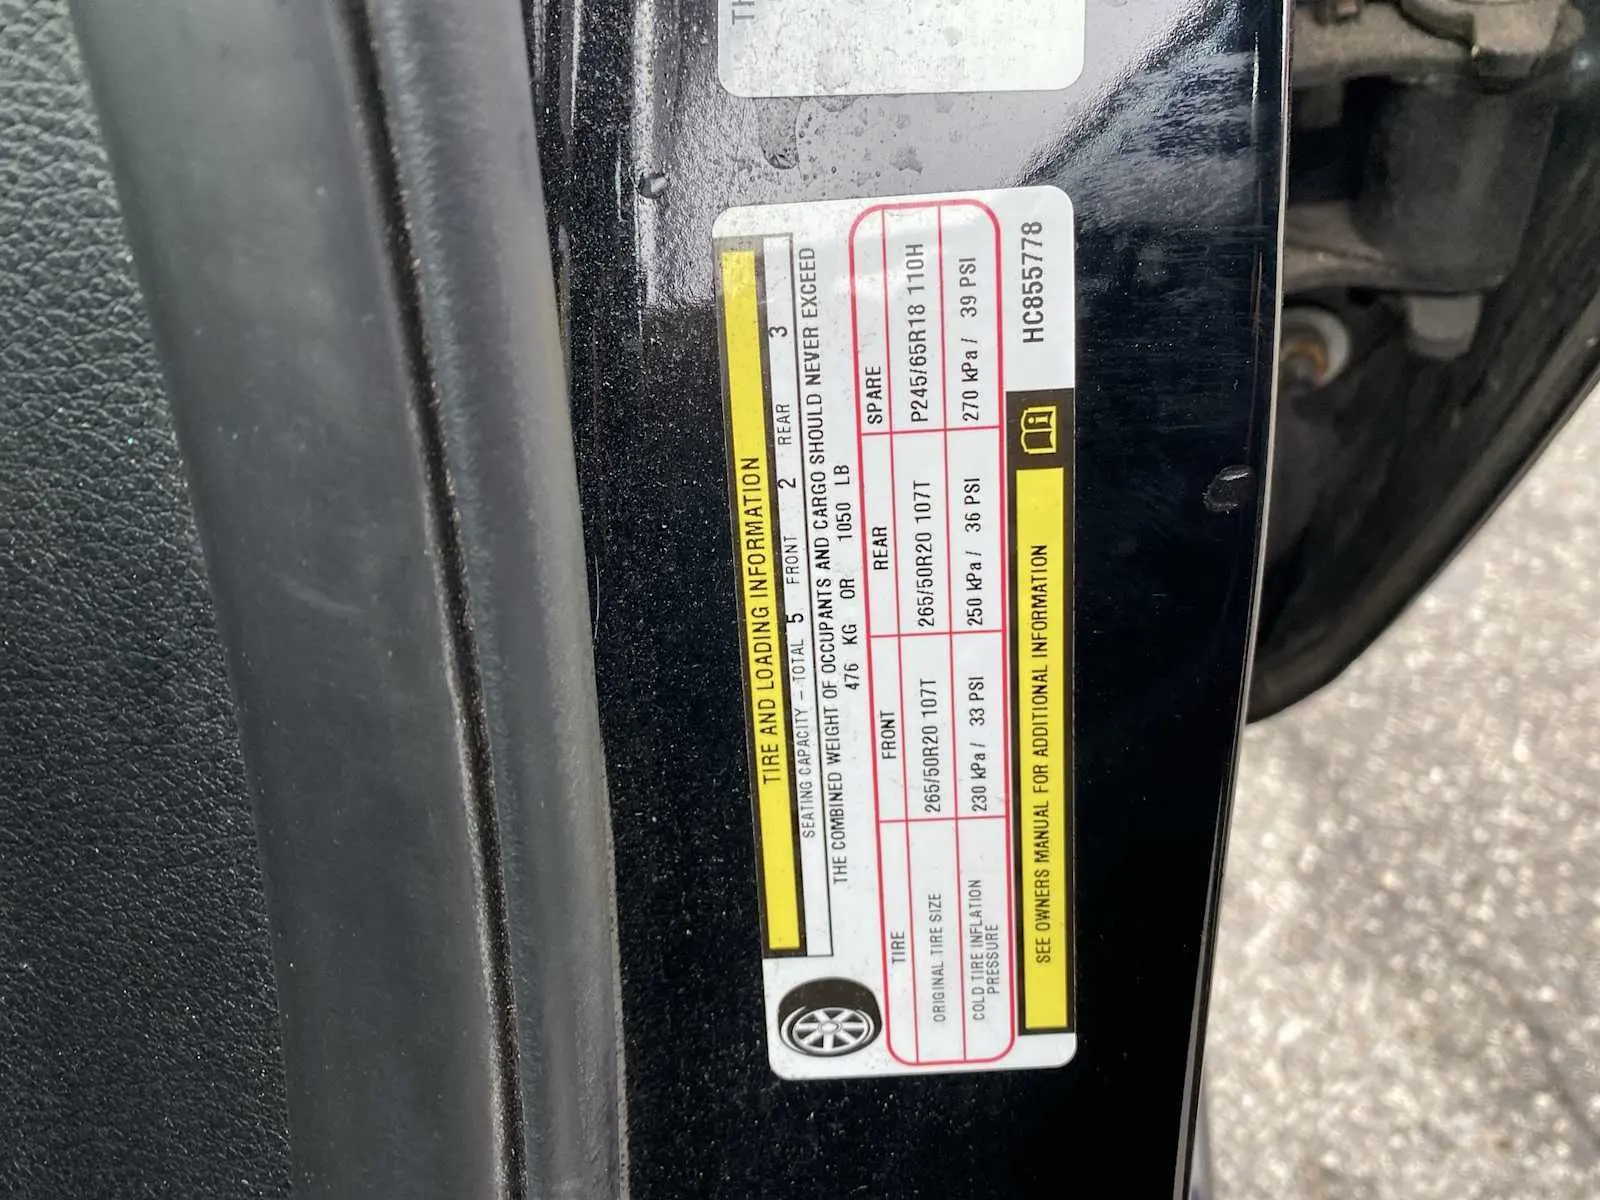 TH
TIRE AND LOADING INFORMATION
SEATING CAPACITY – TOTAL 5 FRONT 2 REAR 3
THE COMBINED WEIGHT OF OCCUPANTS AND CARGO SHOULD NEVER EXCEED
476 KG OR 1050 LB
TIRE FRONT REAR SPARE
ORIGINAL TIRE SIZE 265/50R20 107T 265/50R20 107T P245/65R18 110H
COLD TIRE INFLATION
PRESSURE 230 kPa / 33 PSI 250 kPa / 36 PSI 270 kPa / 39 PSI
SEE OWNERS MANUAL FOR ADDITIONAL INFORMATION HC855778